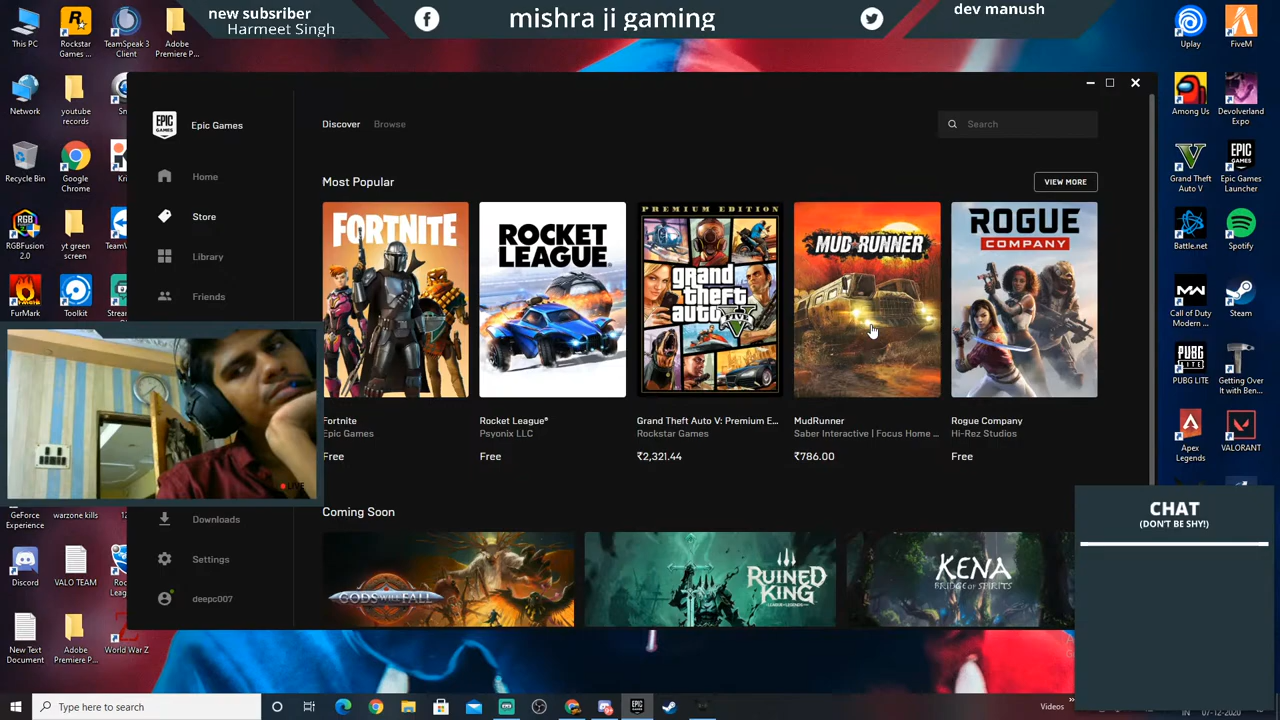 new subsriber
Harmeet Singh
mishra ji gaming
dev manush
This PC
Rockstar
Games ...
TeamSpeak 3
Client
Adobe
Premiere P...
Uplay
FiveM
Network
youtube
records
Among Us
Devolverland
Expo
Recycle Bin
Google
Chrome
Grand Theft
Auto V
Epic Games
Launcher
RGBFusion
2.0
yt green
screen
Battle.net
Spotify
FurMark
Toolkit
Call of Duty
Modern ...
Steam
PUBG LITE
Getting Over
It with Ben...
Apex
Legends
VALORANT
EPIC
GAMES
Epic Games
Home
Store
Library
Friends
Downloads
Settings
deepc007
Discover
Browse
Search
Most Popular
VIEW MORE
FORTNITE
ROCKET
LEAGUE
PREMIUM EDITION
grand
theft
auto V
FIVE
MUDRUNNER
ROGUE
COMPANY
Fortnite
Epic Games
Free
Rocket League®
Psyonix LLC
Free
Grand Theft Auto V: Premium E...
Rockstar Games
₹2,321.44
MudRunner
Saber Interactive | Focus Home ...
₹786.00
Rogue Company
Hi-Rez Studios
Free
Coming Soon
GODS WILL FALL
RUINED
KING
KENA
BRIDGE OF SPIRITS
LIVE
GeForce
Experience
warzone kills
Discord
VALO TEAM
New Text
Document
Adobe
Premiere P...
World War Z
CHAT
(DON'T BE SHY!)
Type here to search
Videos
07-12-2020